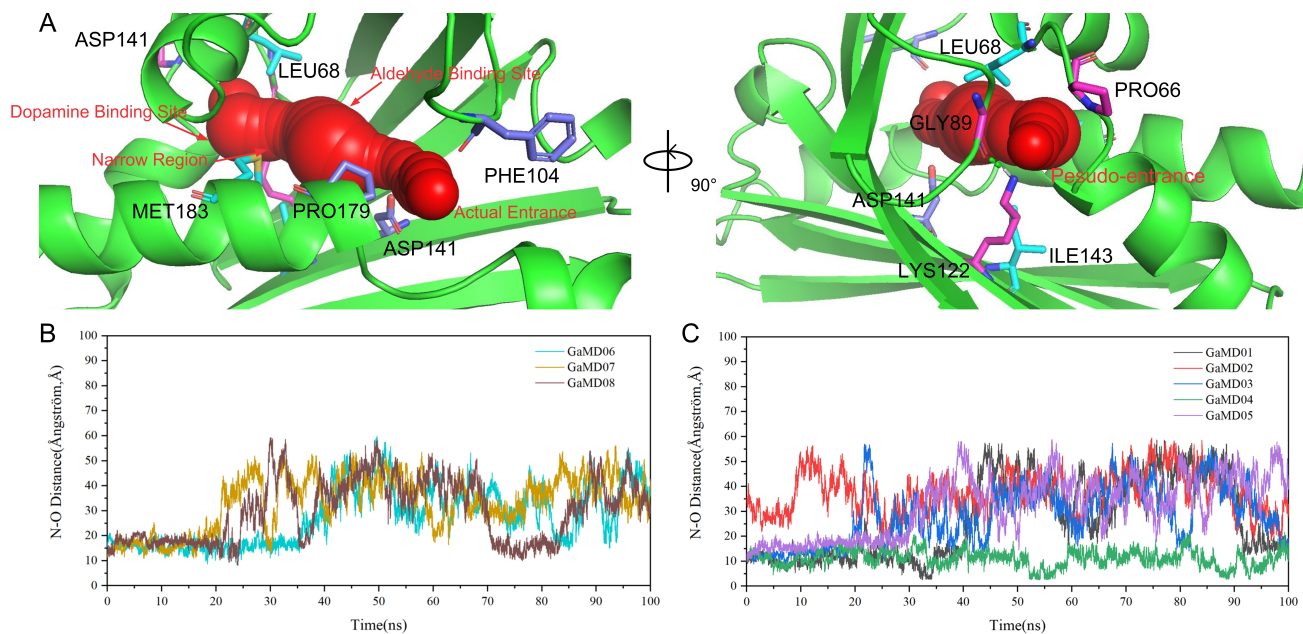 A
ASP141
LEU68
Aldehyde Binding Site
Dopamine Binding Site
Narrow Region
PHE104
MET183
PRO179
Actual Entrance
ASP141
90°
LEU68
PRO66
GLY89
Pesudo-entrance
ASP141
LYS122
ILE143
B
N-O Distance(Ångström,Å)
100
90
80
70
60
50
40
30
20
10
0
GaMD06
GaMD07
GaMD08
0 10 20 30 40 50 60 70 80 90 100
Time(ns)
C
N-O Distance(Ångström,Å)
100
90
80
70
60
50
40
30
20
10
0
GaMD01
GaMD02
GaMD03
GaMD04
GaMD05
0 10 20 30 40 50 60 70 80 90 100
Time(ns)